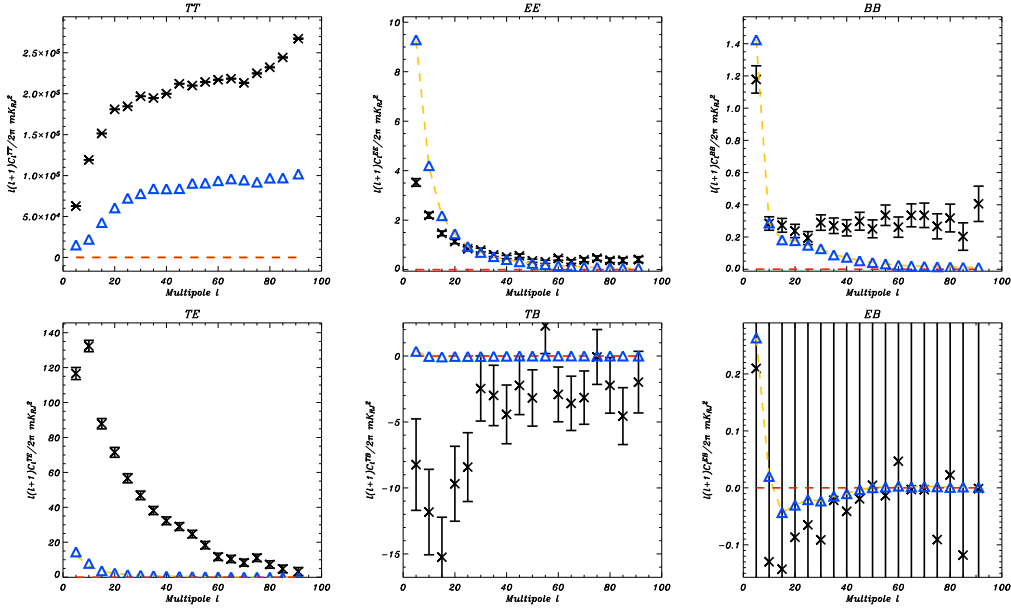 TT
2.5×10⁵
2.0×10⁵
1.5×10⁵
1.0×10⁵
5.0×10⁴
0
l(l+1)C_l^TT/2π mK_RJ²
0 20 40 60 80 100
Multipole l
EE
10
8
6
4
2
0
l(l+1)C_l^EE/2π mK_RJ²
0 20 40 60 80 100
Multipole l
BB
1.4
1.2
1.0
0.8
0.6
0.4
0.2
0.0
l(l+1)C_l^BB/2π mK_RJ²
0 20 40 60 80 100
Multipole l
TE
140
120
100
80
60
40
20
0
l(l+1)C_l^TE/2π mK_RJ²
0 20 40 60 80 100
Multipole l
TB
0
−5
−10
−15
l(l+1)C_l^TB/2π mK_RJ²
0 20 40 60 80 100
Multipole l
EB
0.2
0.1
0.0
−0.1
l(l+1)C_l^EB/2π mK_RJ²
0 20 40 60 80 100
Multipole l